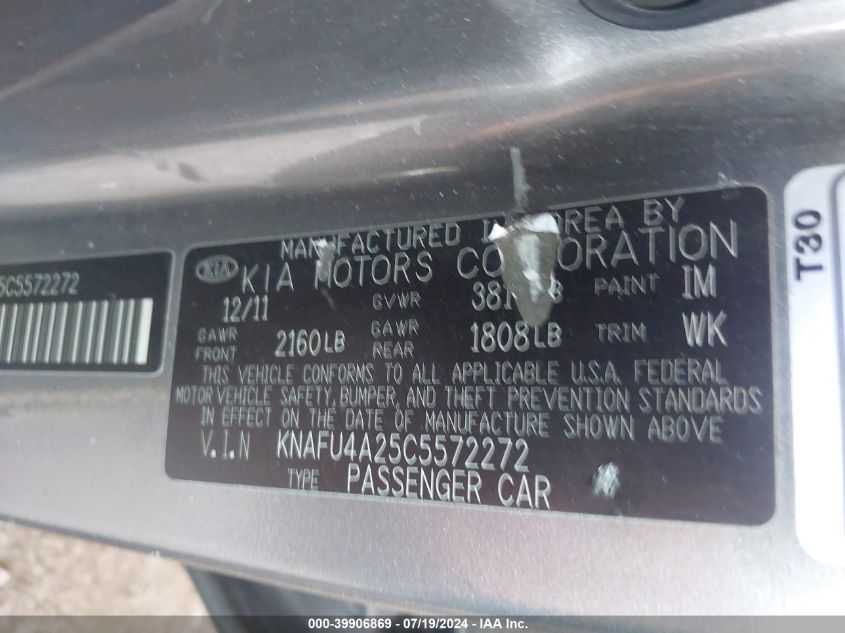 5C5572272
MANUFACTURED KOREA BY
KIA KIA MOTORS CORPORATION
12/11 GVWR PAINT IM
GAWR FRONT 2160LB GAWR REAR 1808LB TRIM WK
THIS VEHICLE CONFORMS TO ALL APPLICABLE U.S.A. FEDERAL
MOTOR VEHICLE SAFETY, BUMPER, AND THEFT PREVENTION STANDARDS
IN EFFECT ON THE DATE OF MANUFACTURE SHOWN ABOVE
V.I.N KNAFU4A25C5572272
TYPE PASSENGER CAR
T30
000-39906869 - 07/19/2024 - IAA Inc.